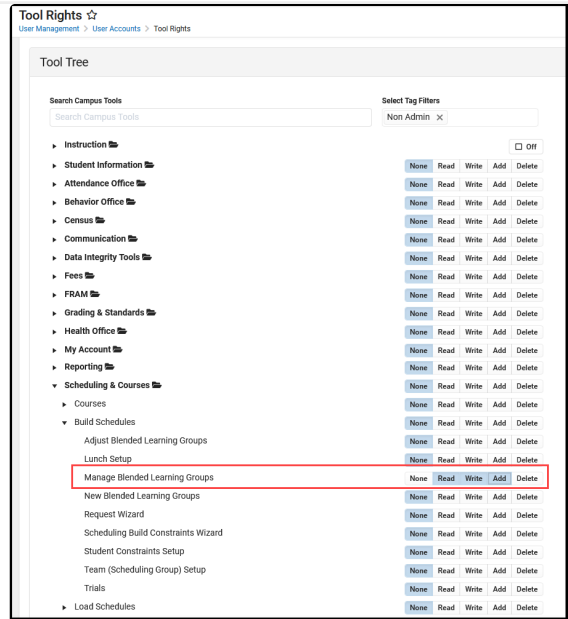 Tool Rights
User Management > User Accounts > Tool Rights
Tool Tree
Search Campus Tools Select Tag Filters
Search Campus Tools Non Admin ×
Instruction Off
Student Information None Read Write Add Delete
Attendance Office None Read Write Add Delete
Behavior Office None Read Write Add Delete
Census None Read Write Add Delete
Communication None Read Write Add Delete
Data Integrity Tools None Read Write Add Delete
Fees None Read Write Add Delete
FRAM None Read Write Add Delete
Grading & Standards None Read Write Add Delete
Health Office None Read Write Add Delete
My Account None Read Write Add Delete
Reporting None Read Write Add Delete
Scheduling & Courses None Read Write Add Delete
Courses None Read Write Add Delete
Build Schedules None Read Write Add Delete
Adjust Blended Learning Groups None Read Write Add Delete
Lunch Setup None Read Write Add Delete
Manage Blended Learning Groups None Read Write Add Delete
New Blended Learning Groups None Read Write Add Delete
Request Wizard None Read Write Add Delete
Scheduling Build Constraints Wizard None Read Write Add Delete
Student Constraints Setup None Read Write Add Delete
Team (Scheduling Group) Setup None Read Write Add Delete
Trials None Read Write Add Delete
Load Schedules None Read Write Add Delete